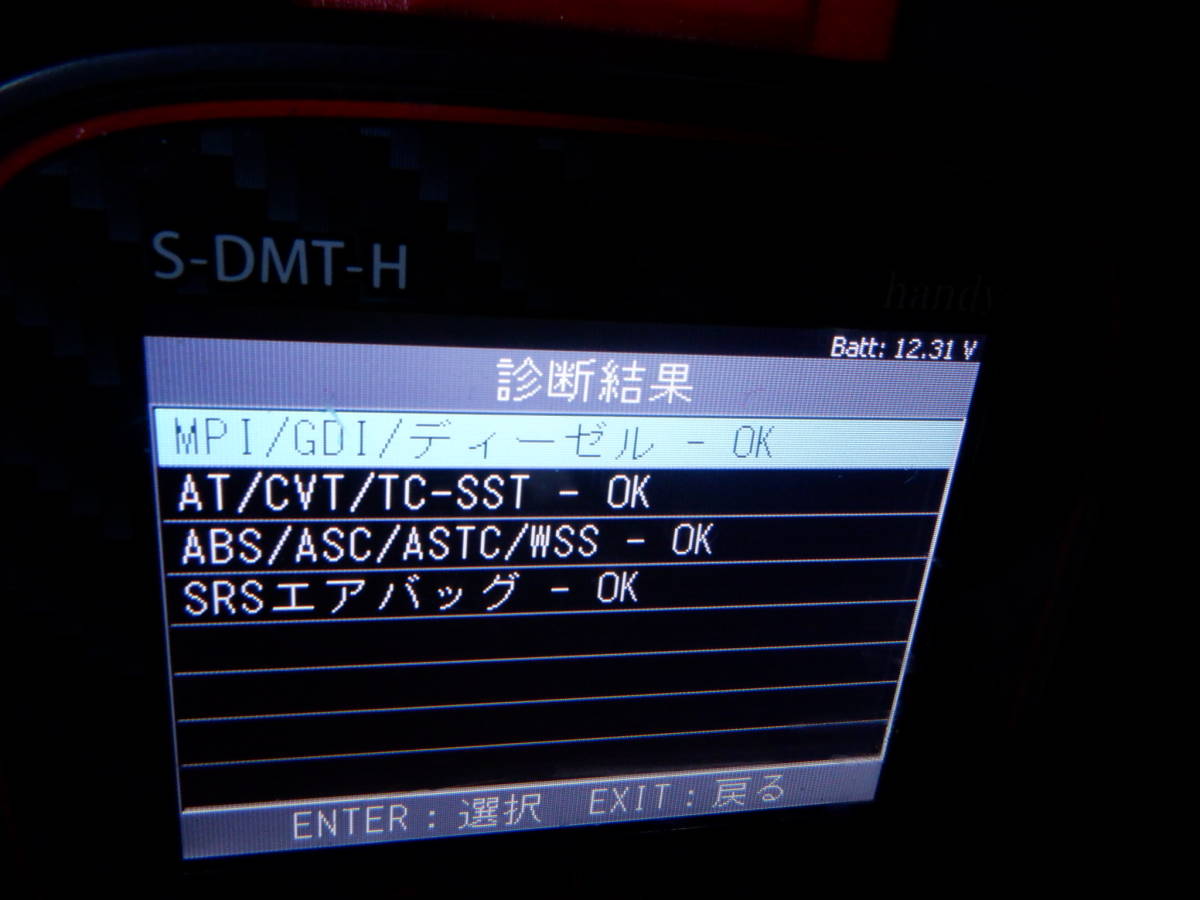 S-DMT-H
handy
Batt: 12.31 V
診断結果
MPI/GDI/ディーゼル - OK
AT/CVT/TC-SST - OK
ABS/ASC/ASTC/WSS - OK
SRSエアバッグ - OK
ENTER : 選択 EXIT : 戻る